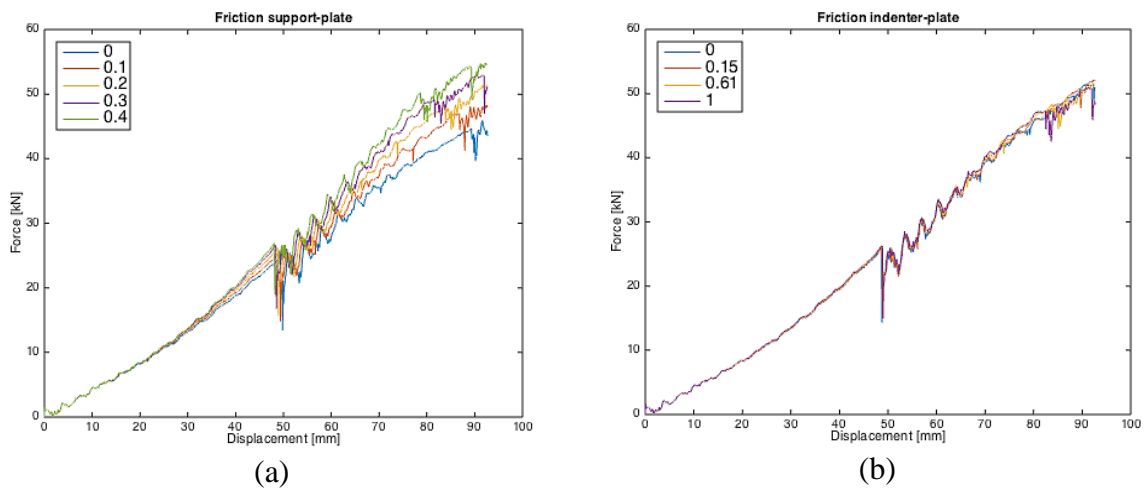 Friction support-plate
60
50
40
30
20
10
0
Force [kN]
0
0.1
0.2
0.3
0.4
0 10 20 30 40 50 60 70 80 90 100
Displacement [mm]
(a)
Friction indenter-plate
60
50
40
30
20
10
0
Force [kN]
0
0.15
0.61
1
0 10 20 30 40 50 60 70 80 90 100
Displacement [mm]
(b)